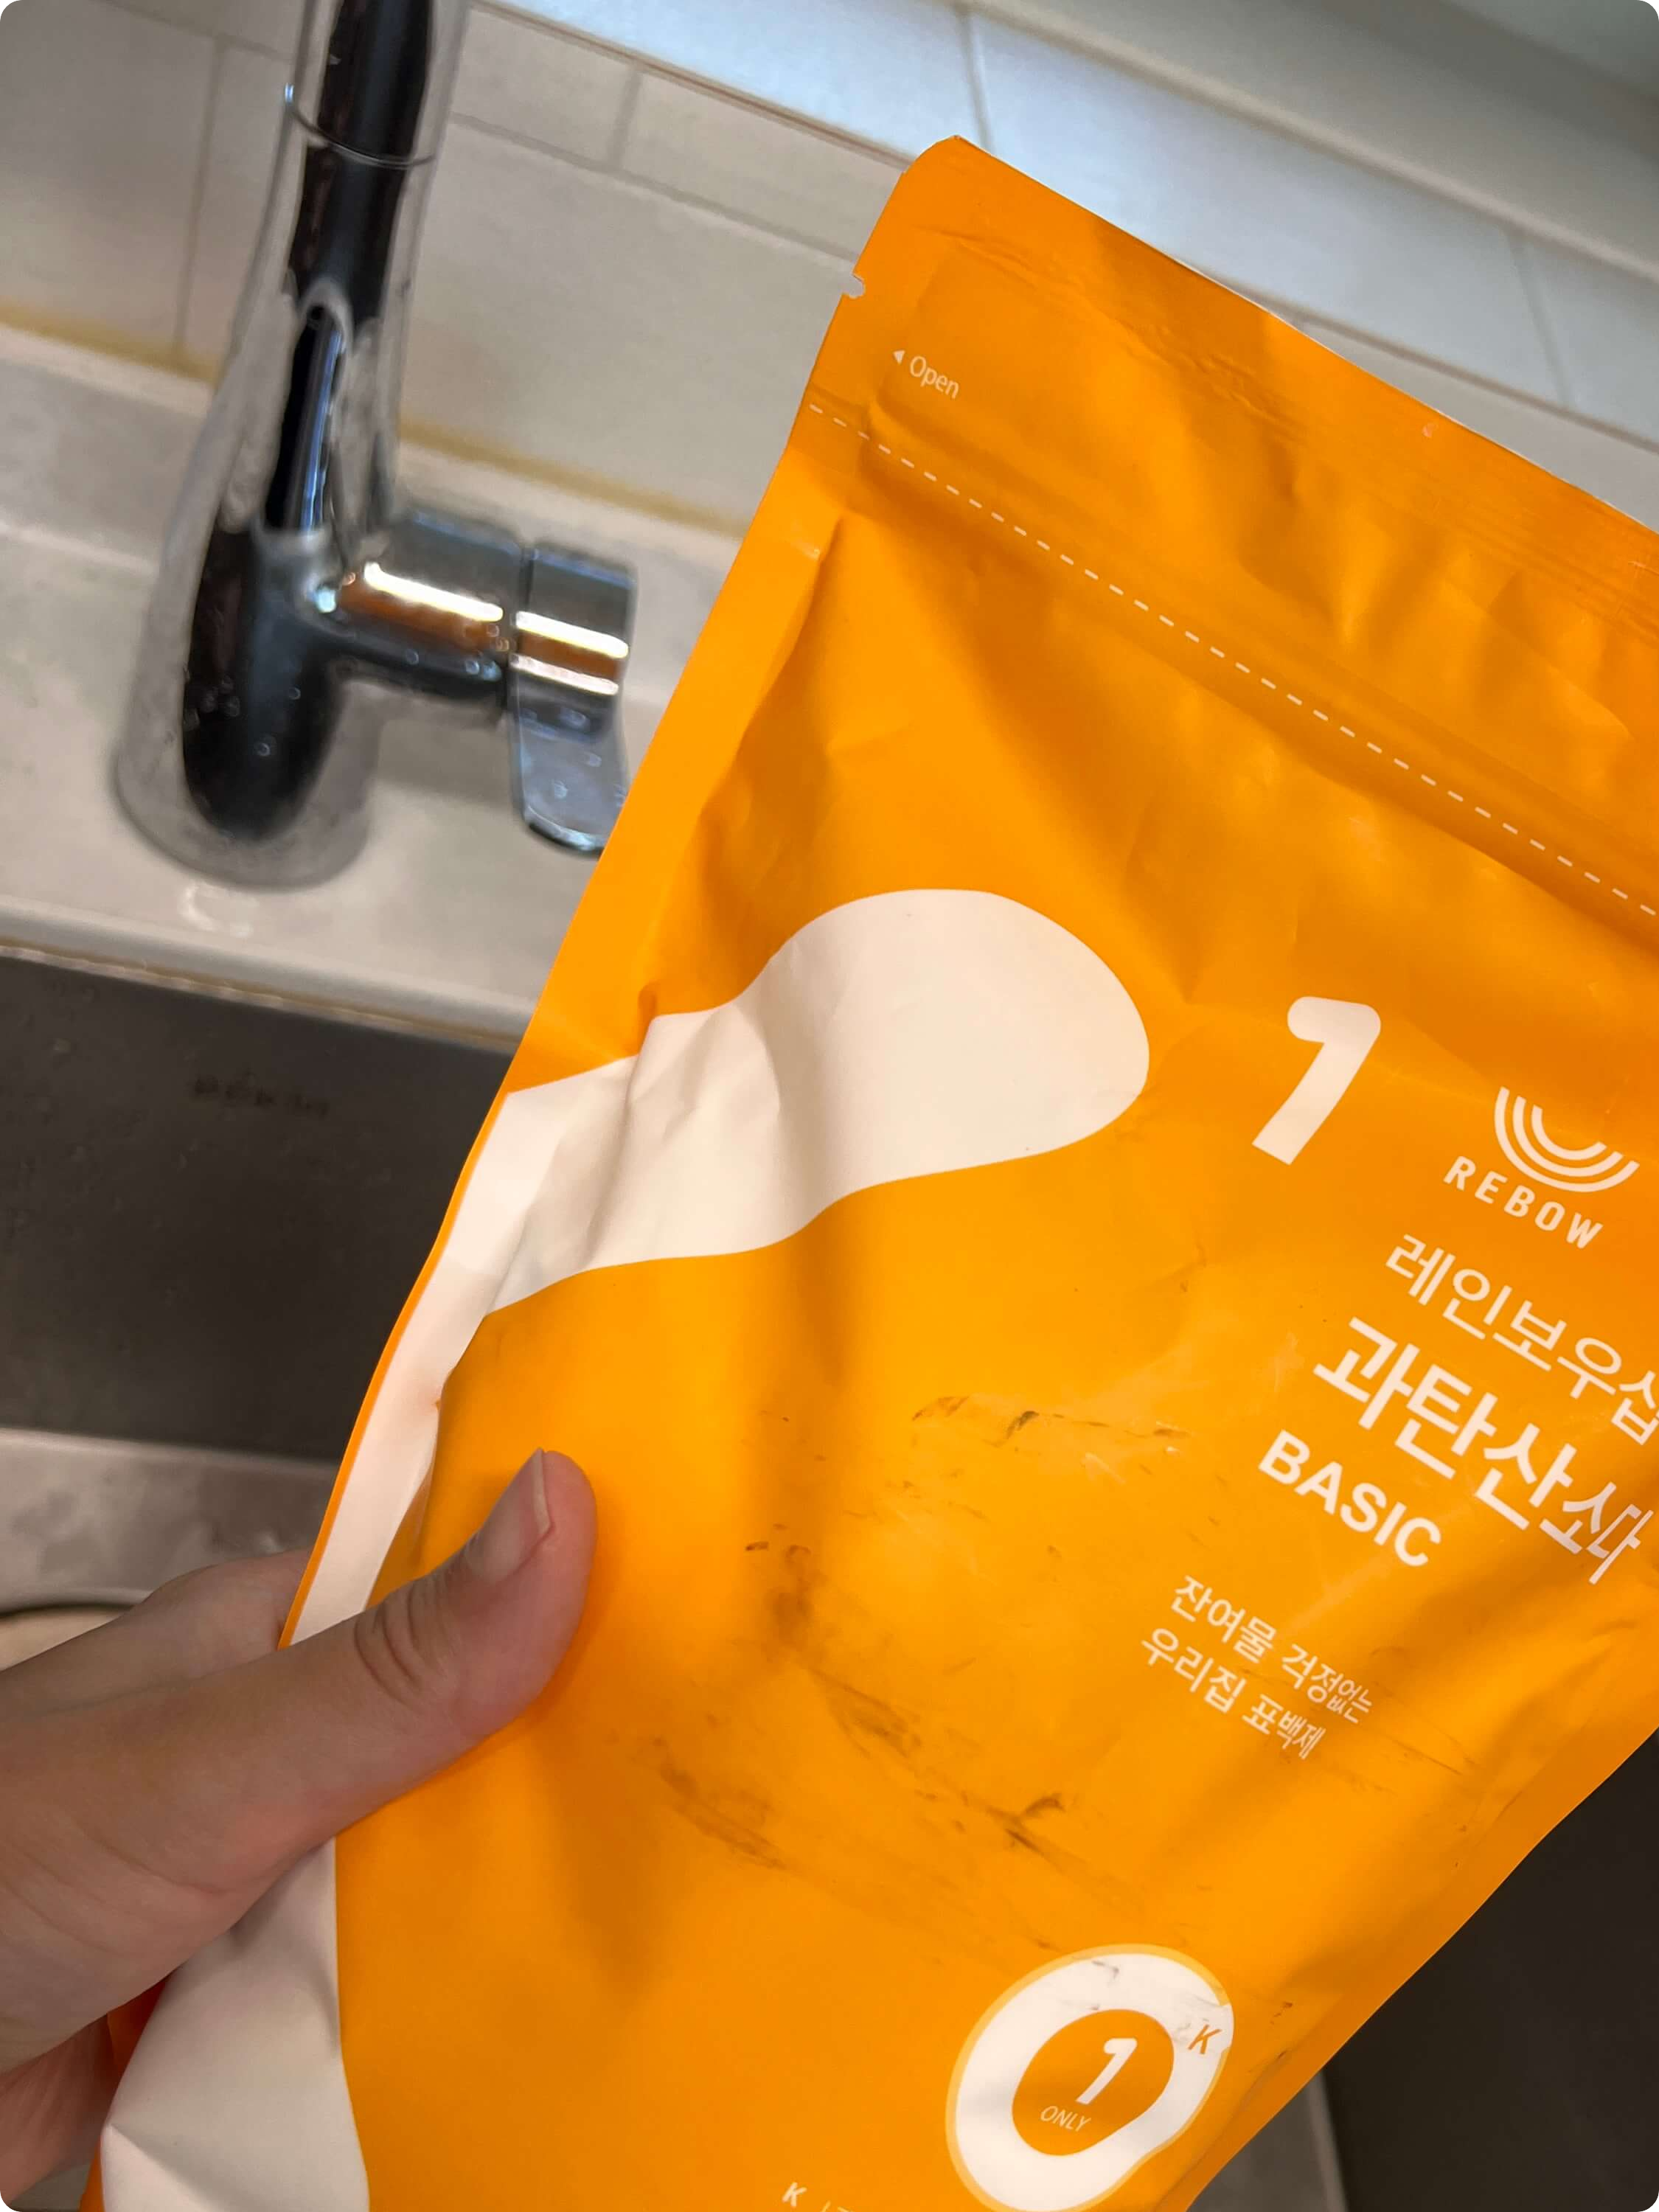 Open
1
REBOW
레인보우샵
과탄산소다
BASIC
잔여물 걱정없는
우리집 표백제
K
1
ONLY
K